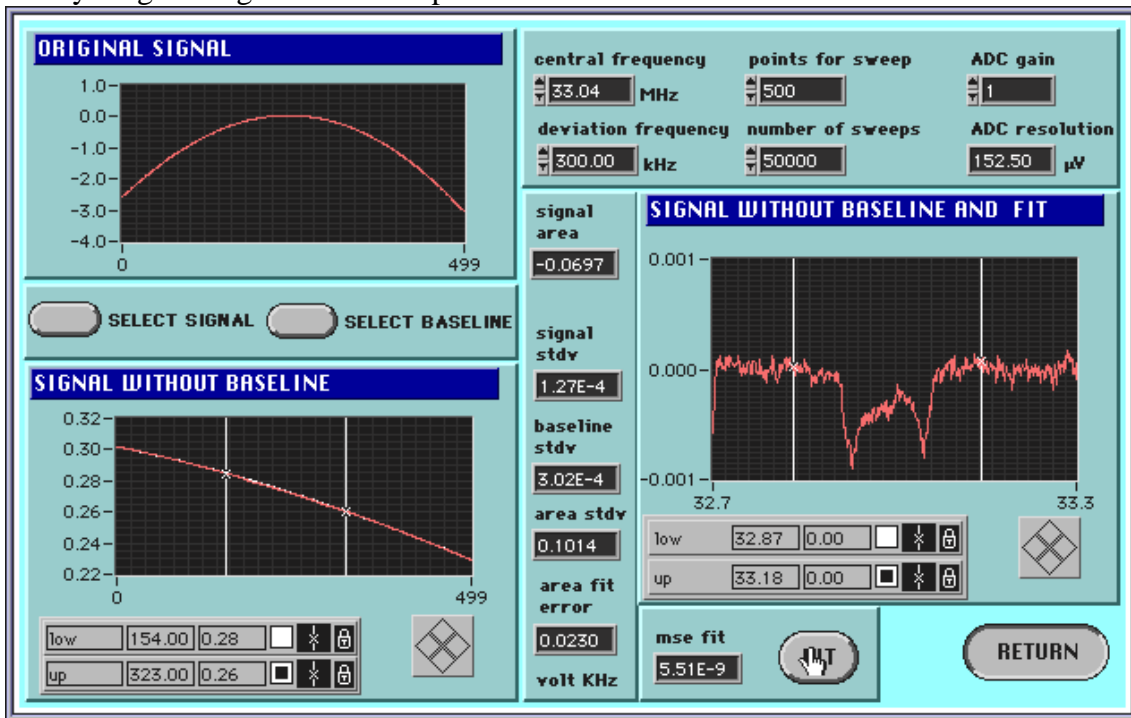 ORIGINAL SIGNAL
1.0-
0.0-
-1.0-
-2.0-
-3.0-
-4.0-
0 499
central frequency points for sweep ADC gain
33.04 MHz 500 1
deviation frequency number of sweeps ADC resolution
300.00 kHz 50000 152.50 µV
SELECT SIGNAL SELECT BASELINE
SIGNAL WITHOUT BASELINE
0.32-
0.30-
0.28-
0.26-
0.24-
0.22-
0 499
low 154.00 0.28
up 323.00 0.26
signal
area
-0.0697
signal
stdv
1.27E-4
baseline
stdv
3.02E-4
area stdv
0.1014
area fit
error
0.0230
volt KHz
SIGNAL WITHOUT BASELINE AND FIT
0.001-
0.000-
-0.001-
32.7 33.3
low 32.87 0.00
up 33.18 0.00
mse fit
5.51E-9
RETURN